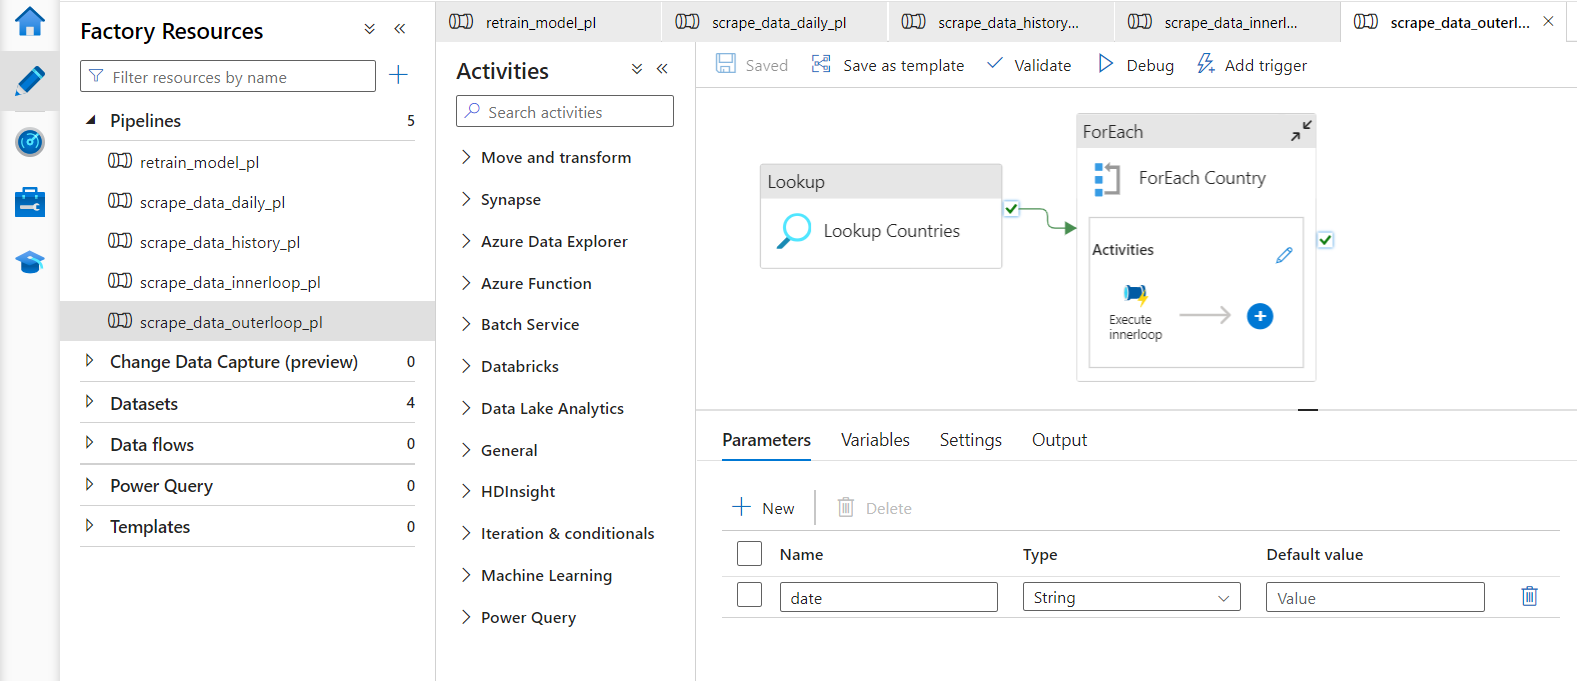 Factory Resources
Filter resources by name
Pipelines 5
retrain_model_pl
scrape_data_daily_pl
scrape_data_history_pl
scrape_data_innerloop_pl
scrape_data_outerloop_pl
Change Data Capture (preview) 0
Datasets 4
Data flows 0
Power Query 0
Templates 0
retrain_model_pl
scrape_data_daily_pl
scrape_data_history...
scrape_data_innerl...
scrape_data_outerl...
Activities
Search activities
Move and transform
Synapse
Azure Data Explorer
Azure Function
Batch Service
Databricks
Data Lake Analytics
General
HDInsight
Iteration & conditionals
Machine Learning
Power Query
Saved Save as template Validate Debug Add trigger
Lookup
Lookup Countries
ForEach
ForEach Country
Activities
Execute
innerloop
Parameters Variables Settings Output
New Delete
Name Type Default value
date String Value